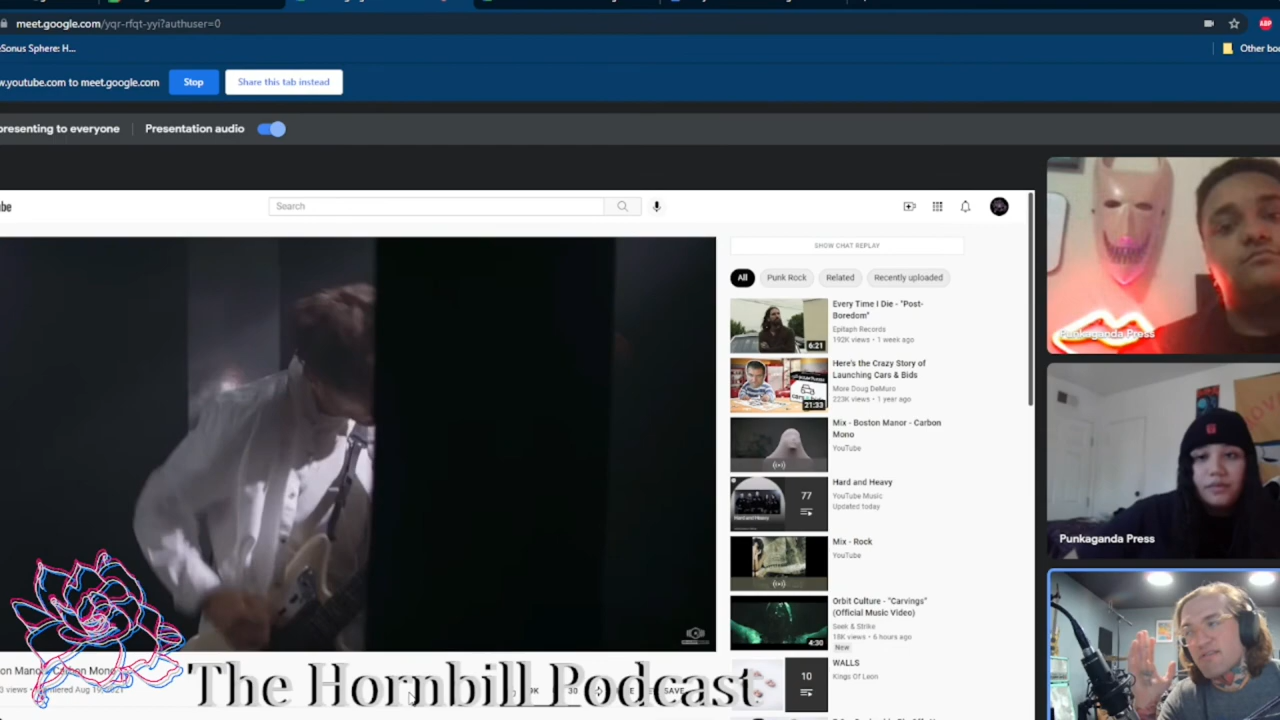 meet.google.com/yqr-rfqt-yyi?authuser=0
Sonus Sphere: H...
Other
.youtube.com to meet.google.com
Stop
Share this tab instead
presenting to everyone
Presentation audio
Search
SHOW CHAT REPLAY
All
Punk Rock
Related
Recently uploaded
Every Time I Die - "Post-
Boredom"
Epitaph Records
192K views • 1 week ago
6:21
Here's the Crazy Story of
Launching Cars & Bids
More Doug DeMuro
223K views • 1 year ago
21:33
Mix - Boston Manor - Carbon
Mono
YouTube
Hard and Heavy
YouTube Music
Updated today
77
Mix - Rock
YouTube
Orbit Culture - "Carvings"
(Official Music Video)
Seek & Strike
18K views • 6 hours ago
New
4:30
WALLS
Kings Of Leon
10
Punkaganda Press
Punkaganda Press
The Hornbill Podcast